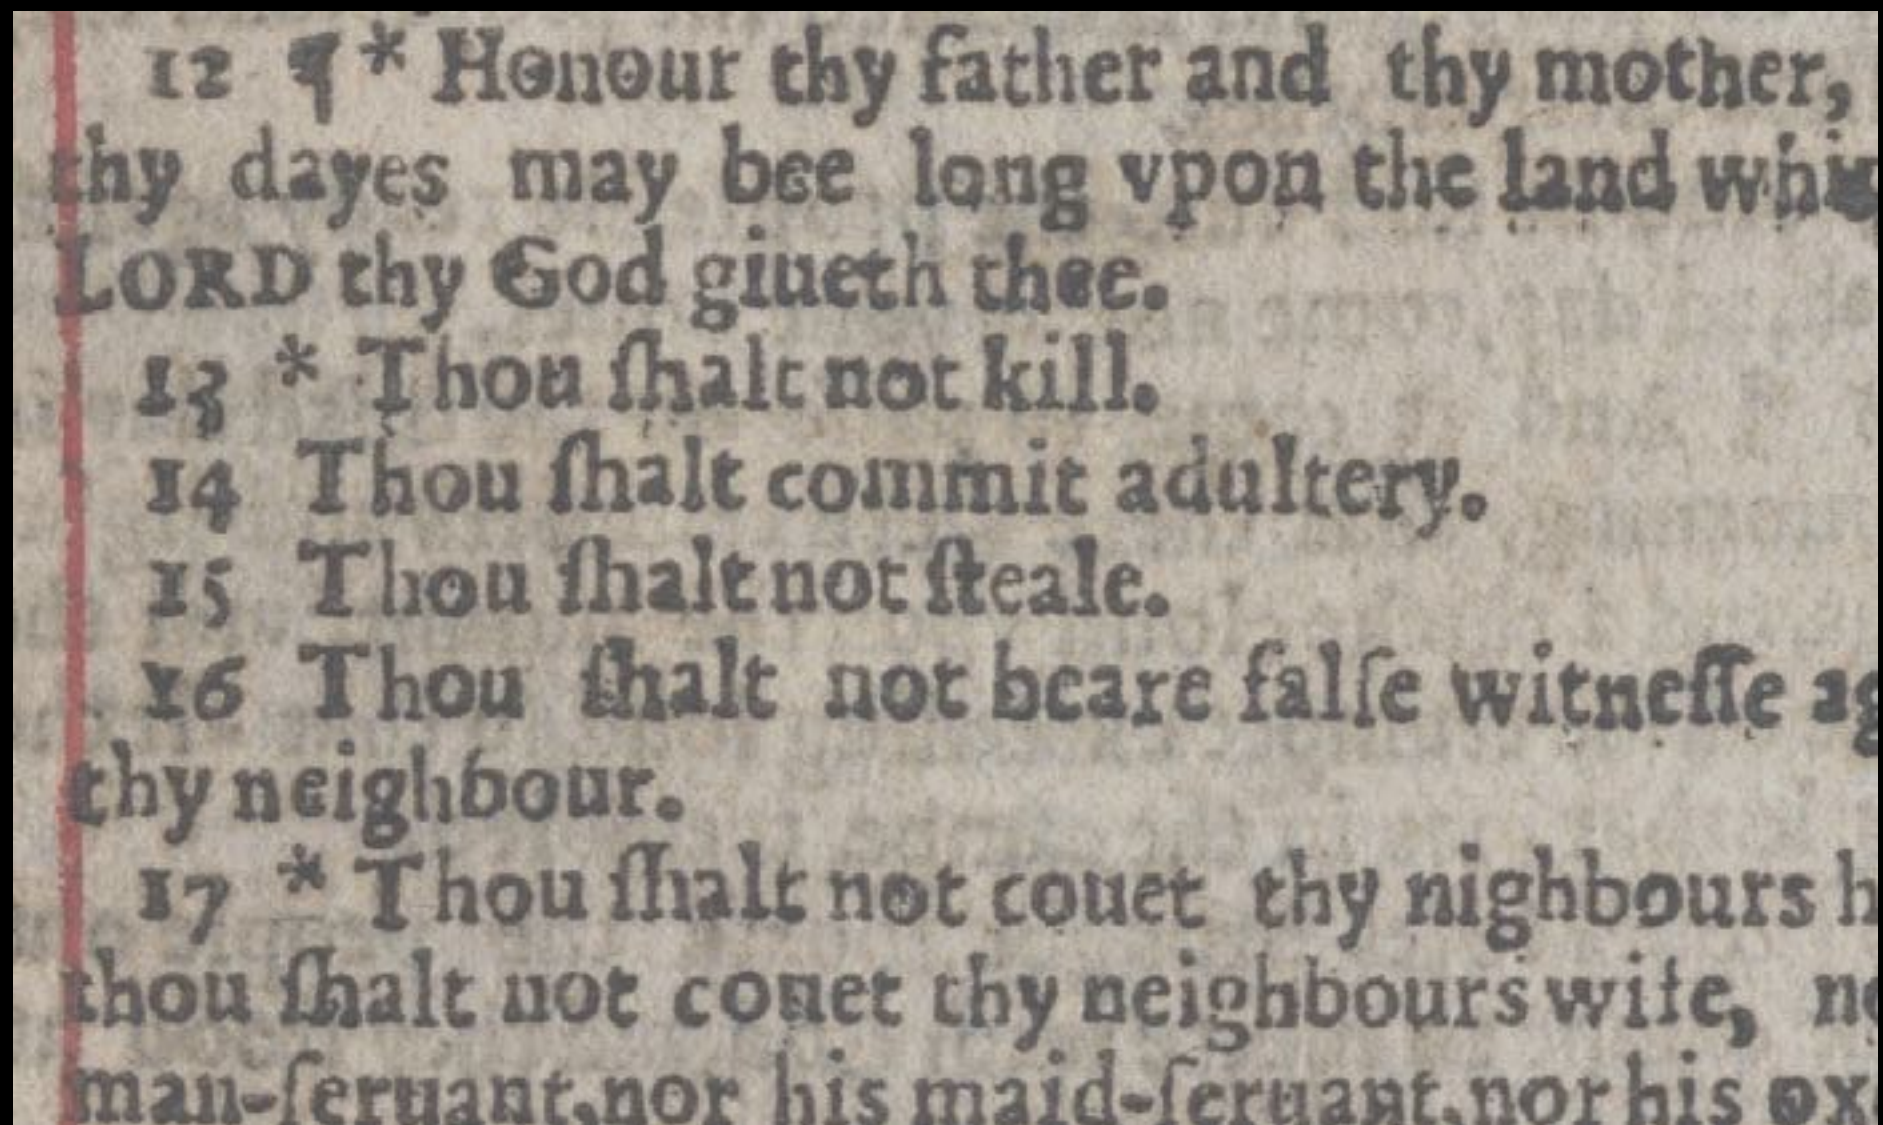 12 ¶ * Honour thy father and thy mother,
thy dayes may bee long vpon the land
LORD thy God giueth thee.
13 * Thou ſhalt not kill.
14 Thou ſhalt commit adultery.
15 Thou ſhalt not ſteale.
16 Thou ſhalt not beare falſe witneſſe
thy neighbour.
17 * Thou ſhalt not couet thy nighbours
thou ſhalt not couet thy neighbours wife,
man-ſeruant, nor his maid-ſeruant, nor his